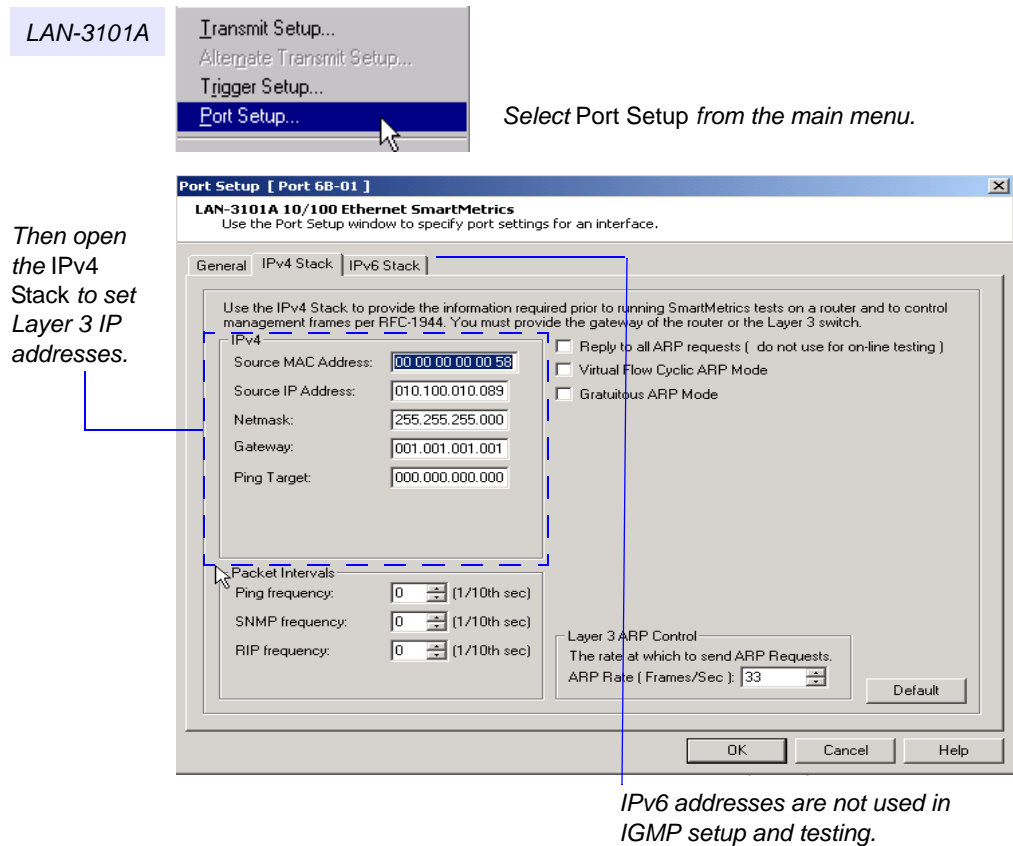 LAN-3101A
Transmit Setup...
Alternate Transmit Setup...
Trigger Setup...
Port Setup...
Select Port Setup from the main menu.
Port Setup [ Port 6B-01 ]
LAN-3101A 10/100 Ethernet SmartMetrics
Use the Port Setup window to specify port settings for an interface.
Then open
the IPv4
Stack to set
Layer 3 IP
addresses.
General IPv4 Stack IPv6 Stack
Use the IPv4 Stack to provide the information required prior to running SmartMetrics tests on a router and to control
management frames per RFC-1944. You must provide the gateway of the router or the Layer 3 switch.
IPv4
Source MAC Address: 00 00 00 00 00 58
Source IP Address: 010.100.010.089
Netmask: 255.255.255.000
Gateway: 001.001.001.001
Ping Target: 000.000.000.000
Reply to all ARP requests ( do not use for on-line testing )
Virtual Flow Cyclic ARP Mode
Gratuitous ARP Mode
Packet Intervals
Ping frequency: 0 (1/10th sec)
SNMP frequency: 0 (1/10th sec)
RIP frequency: 0 (1/10th sec)
Layer 3 ARP Control
The rate at which to send ARP Requests.
ARP Rate ( Frames/Sec ): 33
Default
OK Cancel Help
IPv6 addresses are not used in
IGMP setup and testing.